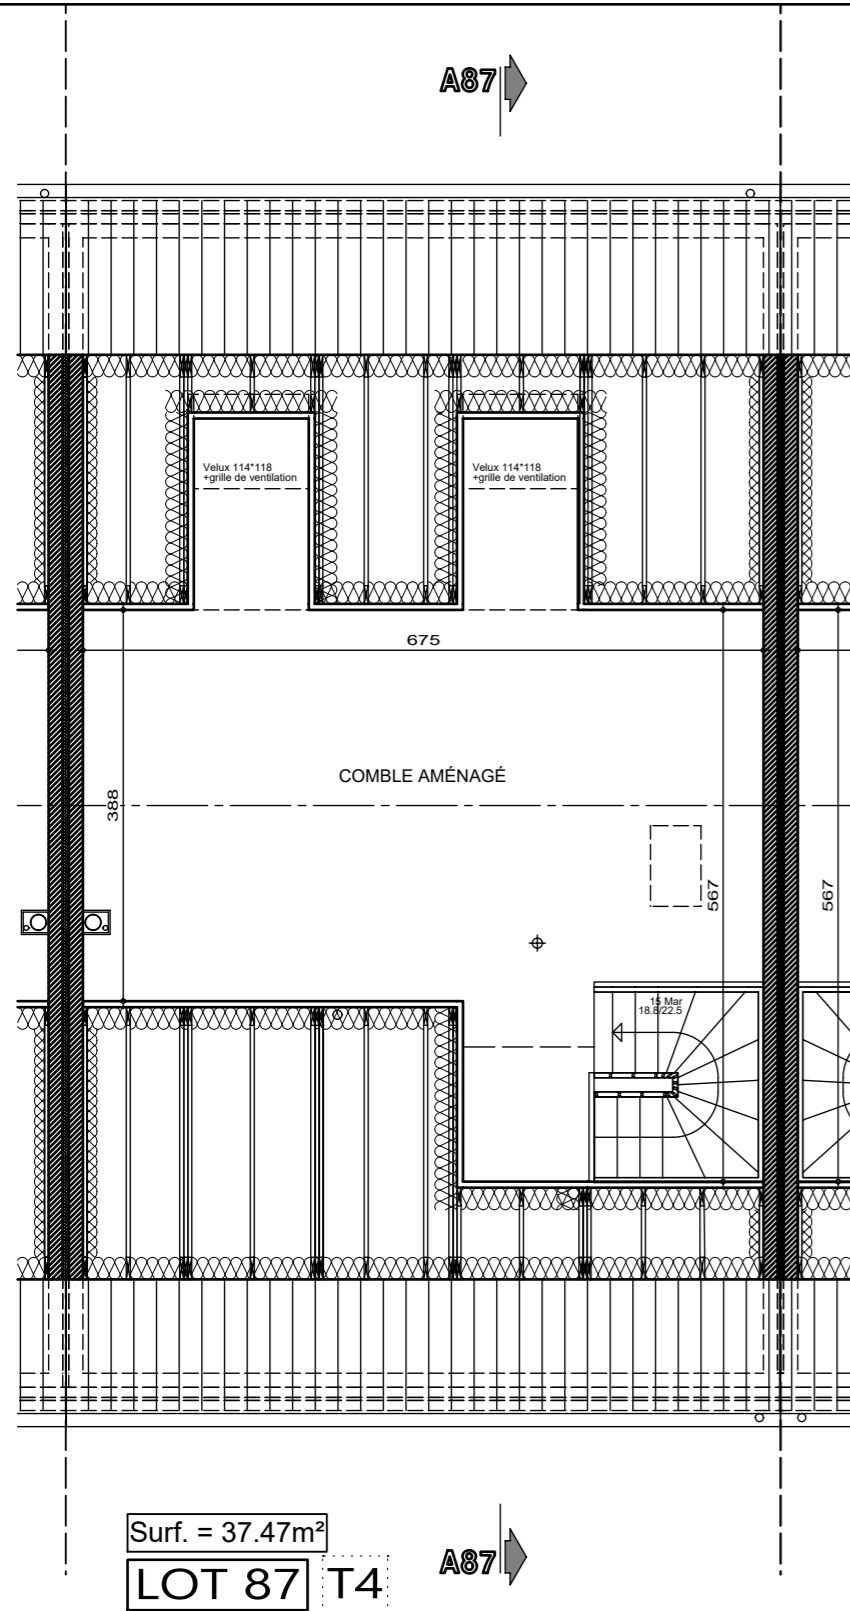 A87
Velux 114*118
+grille de ventilation
Velux 114*118
+grille de ventilation
675
COMBLE AMÉNAGÉ
388
567
567
15 Mar
18.8/22.5
Surf. = 37.47m²
LOT 87 T4
A87